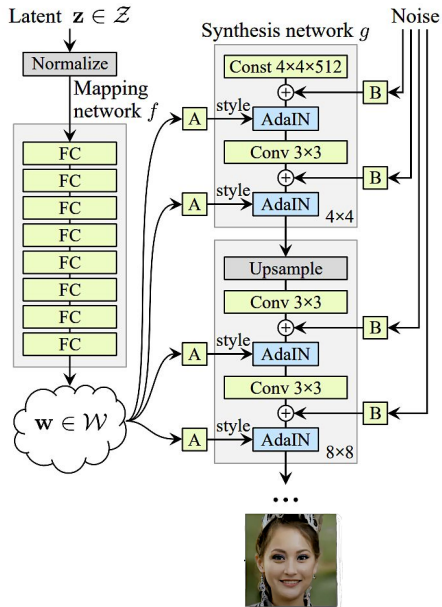 Latent z ∈ Z
Normalize
Mapping
network f
FC
FC
FC
FC
FC
FC
FC
FC
w ∈ W
Synthesis network g
Noise
Const 4×4×512
B
A
style
AdaIN
Conv 3×3
B
A
style
AdaIN
4×4
Upsample
Conv 3×3
B
A
style
AdaIN
Conv 3×3
B
A
style
AdaIN
8×8
...